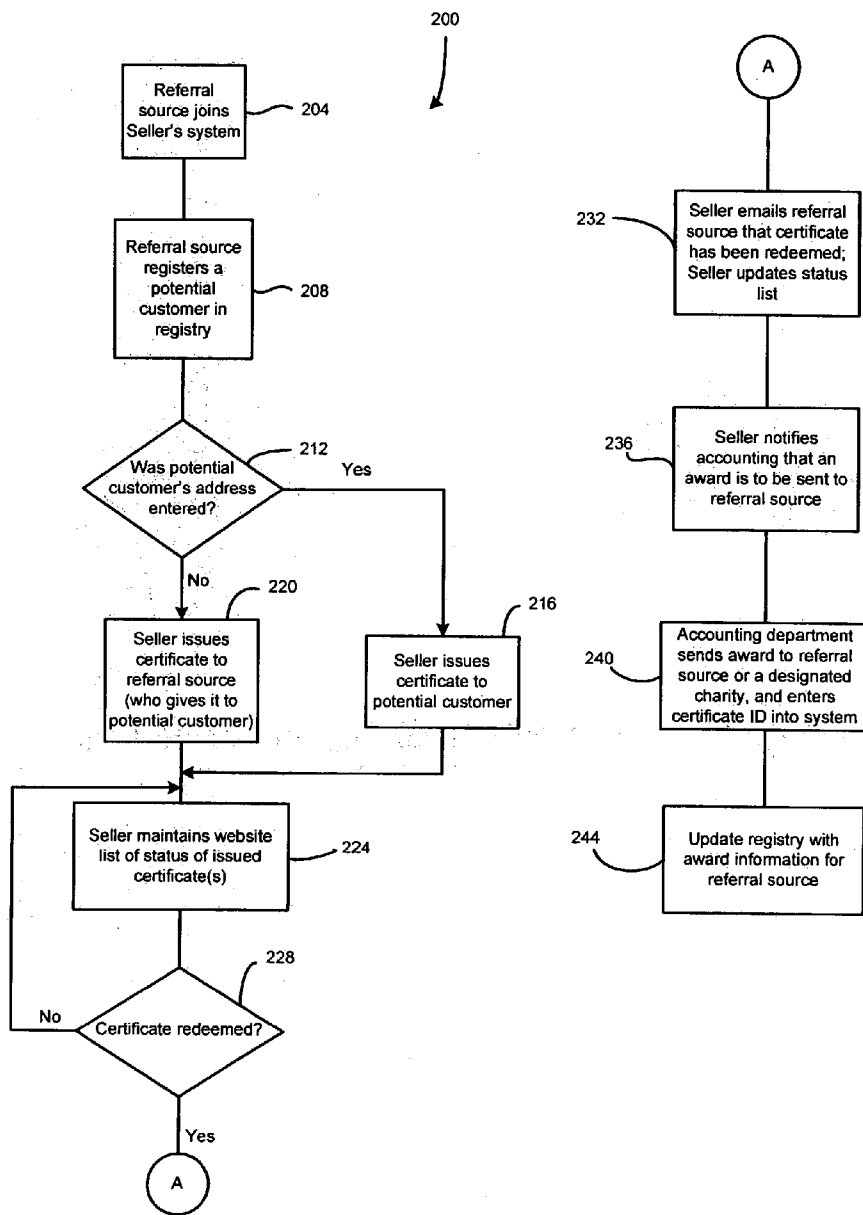 200
Referral
source joins
Seller's system
204
Referral source
registers a
potential
customer in
registry
208
Was potential
customer's address
entered?
212
Yes
No
220
Seller issues
certificate to
referral source
(who gives it to
potential customer)
216
Seller issues
certificate to
potential customer
Seller maintains website
list of status of issued
certificate(s)
224
228
Certificate redeemed?
No
Yes
A
A
232
Seller emails referral
source that certificate
has been redeemed;
Seller updates status
list
236
Seller notifies
accounting that an
award is to be sent to
referral source
240
Accounting department
sends award to referral
source or a designated
charity, and enters
certificate ID into system
244
Update registry with
award information for
referral source